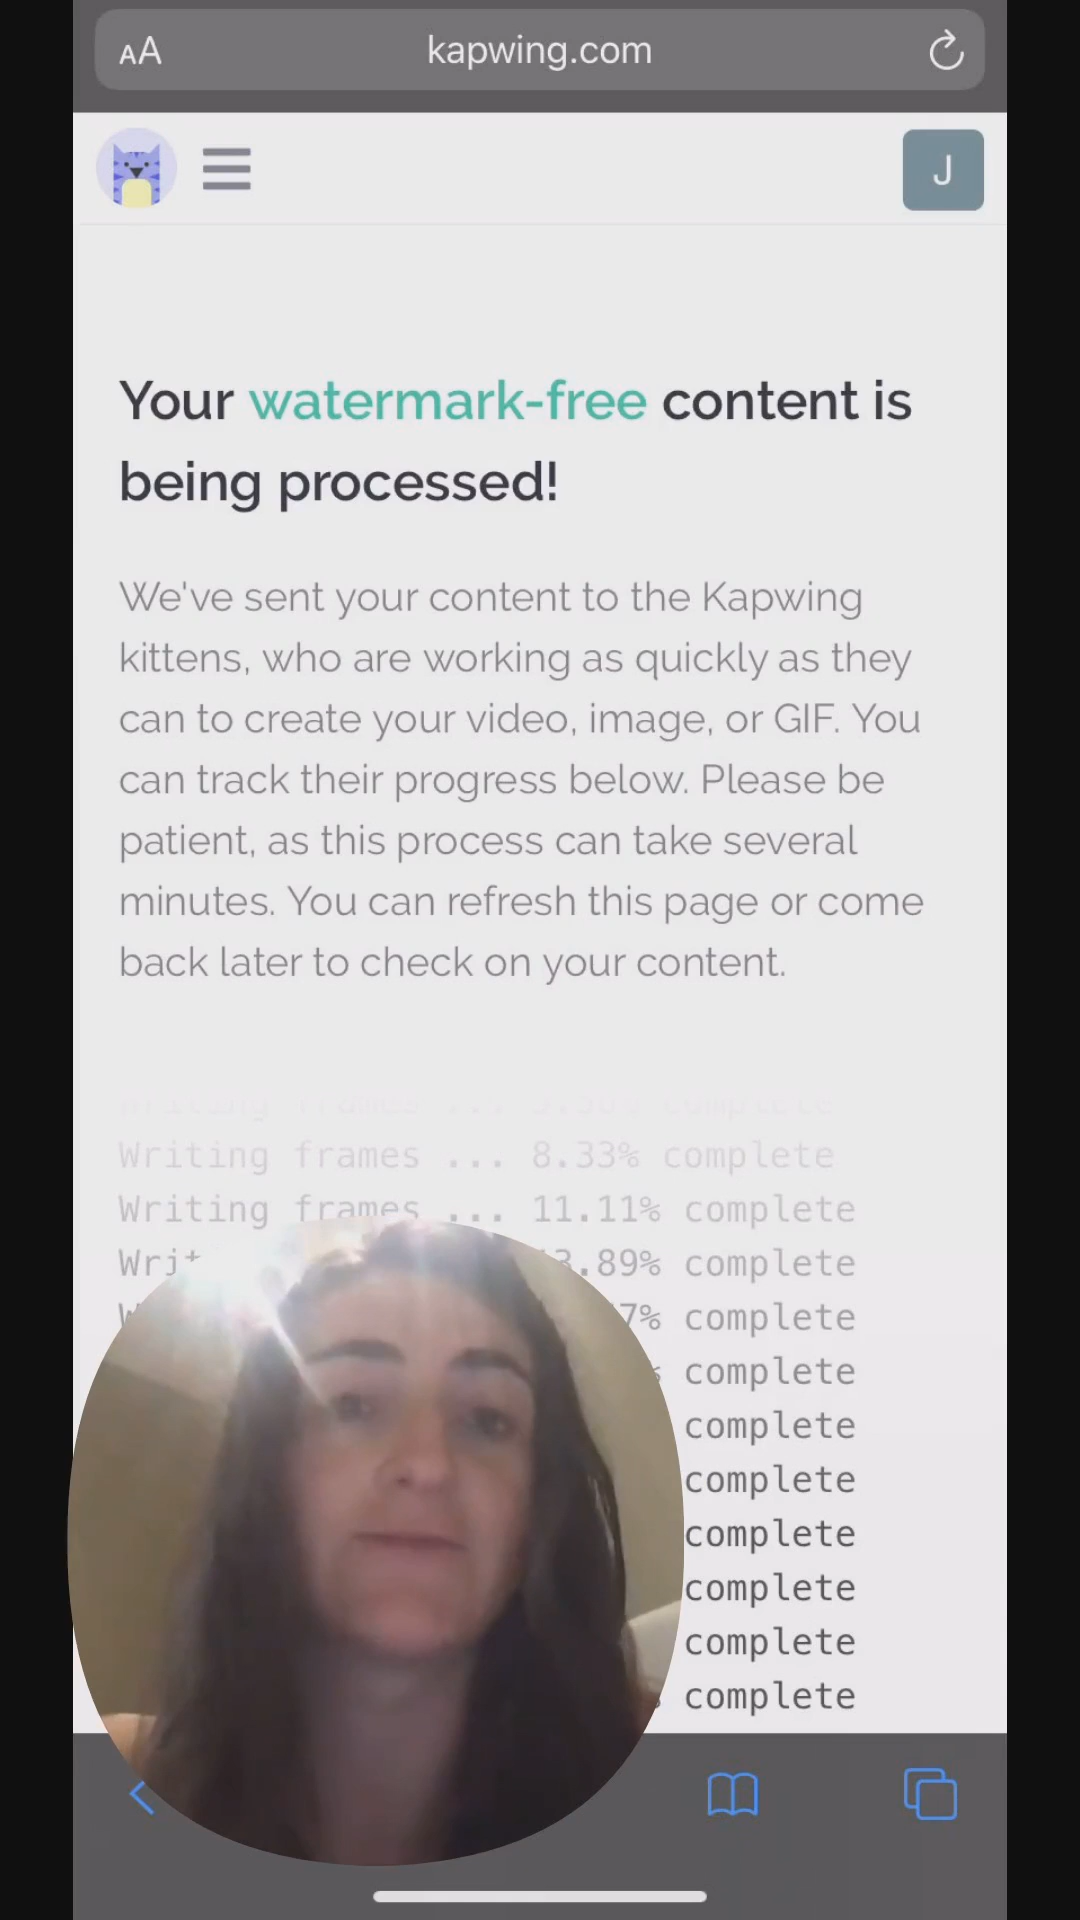 AA kapwing.com
J
Your watermark-free content is
being processed!
We've sent your content to the Kapwing
kittens, who are working as quickly as they
can to create your video, image, or GIF. You
can track their progress below. Please be
patient, as this process can take several
minutes. You can refresh this page or come
back later to check on your content.
Writing frames ... complete
Writing frames ... 8.33% complete
Writing frames ... 11.11% complete
complete
complete
complete
complete
complete
complete
complete
complete
complete